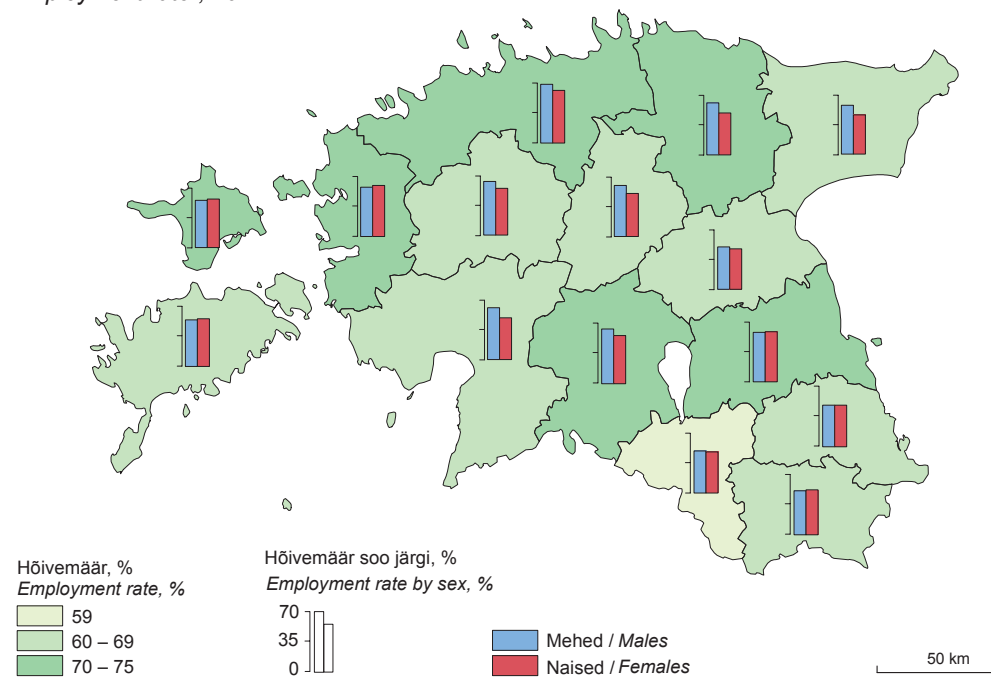 Hõivemäär, %
Employment rate, %
59
60 – 69
70 – 75
Hõivemäär soo järgi, %
Employment rate by sex, %
70
35
0
Mehed / Males
Naised / Females
50 km